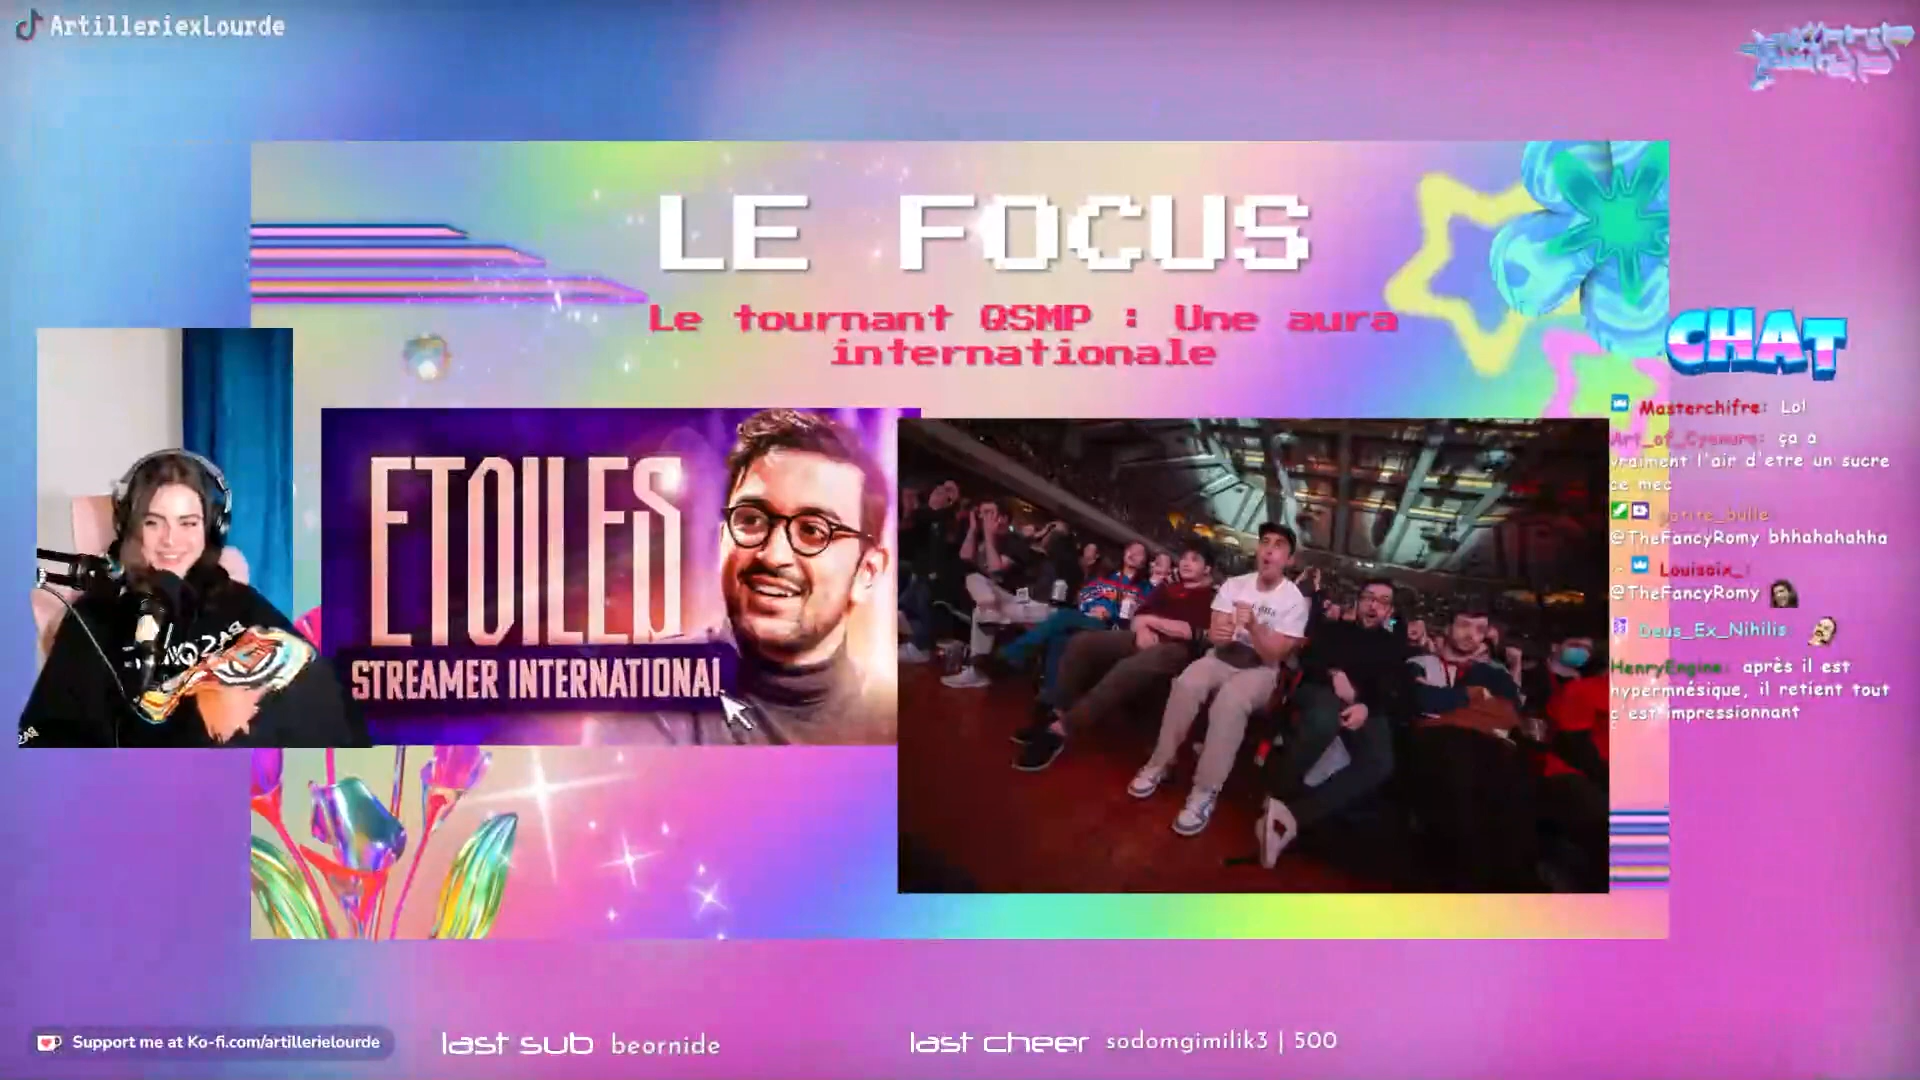 ArtilleriexLourde
LE FOCUS
Le tournant QSMP : Une aura
internationale
ETOILES
STREAMER INTERNATIONAL
CHAT
Masterchifre: Lol
Art_of_Cyomuro: ça a
vraiment l'air d'etre un sucre
ce mec
@TheFancyRomy bhhahahahha
Louisaix_:
@TheFancyRomy
Deus_Ex_Nihilis
HenryEngine: après il est
hypermnésique, il retient tout
c'est impressionnant
Support me at Ko-fi.com/artillerielourde
last sub beornide
last cheer sodomgimilik3 | 500